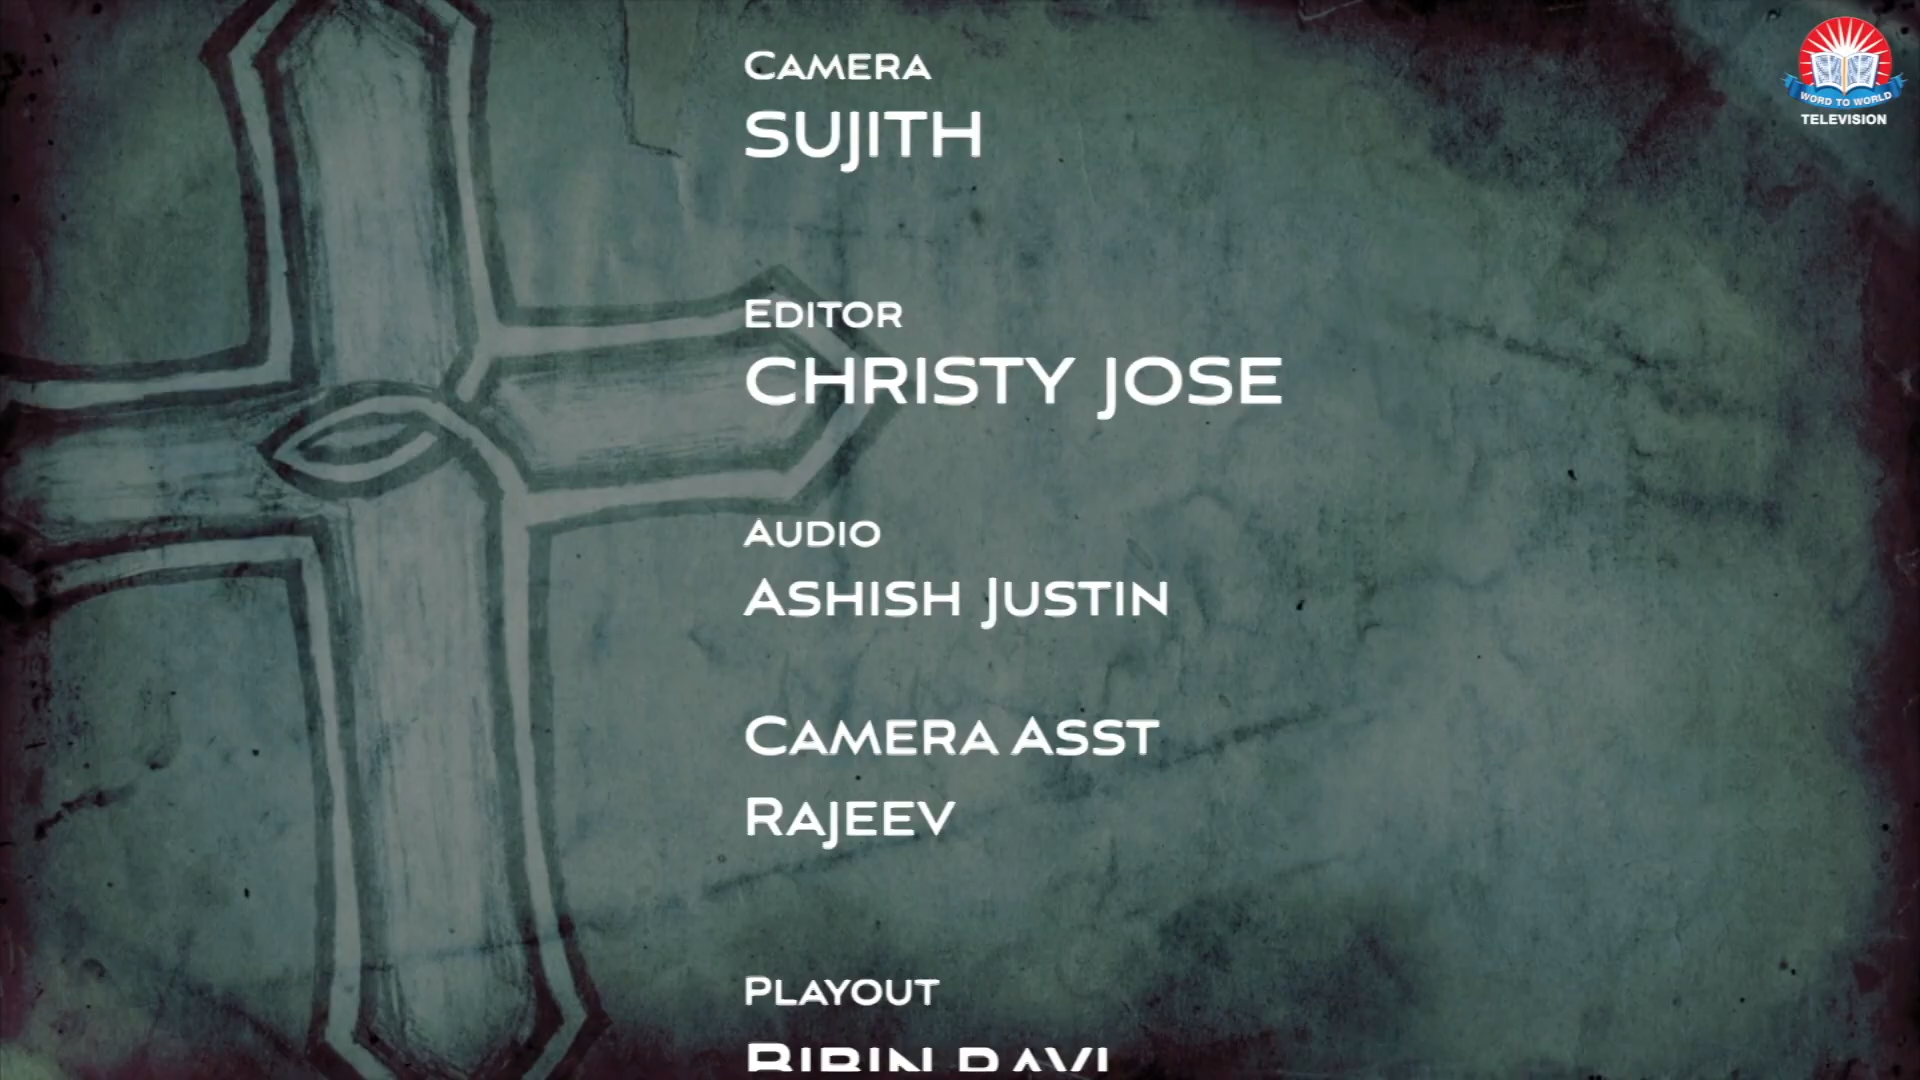 CAMERA
SUJITH
EDITOR
CHRISTY JOSE
AUDIO
ASHISH JUSTIN
CAMERA ASST
RAJEEV
PLAYOUT
WORD TO WORLD
TELEVISION